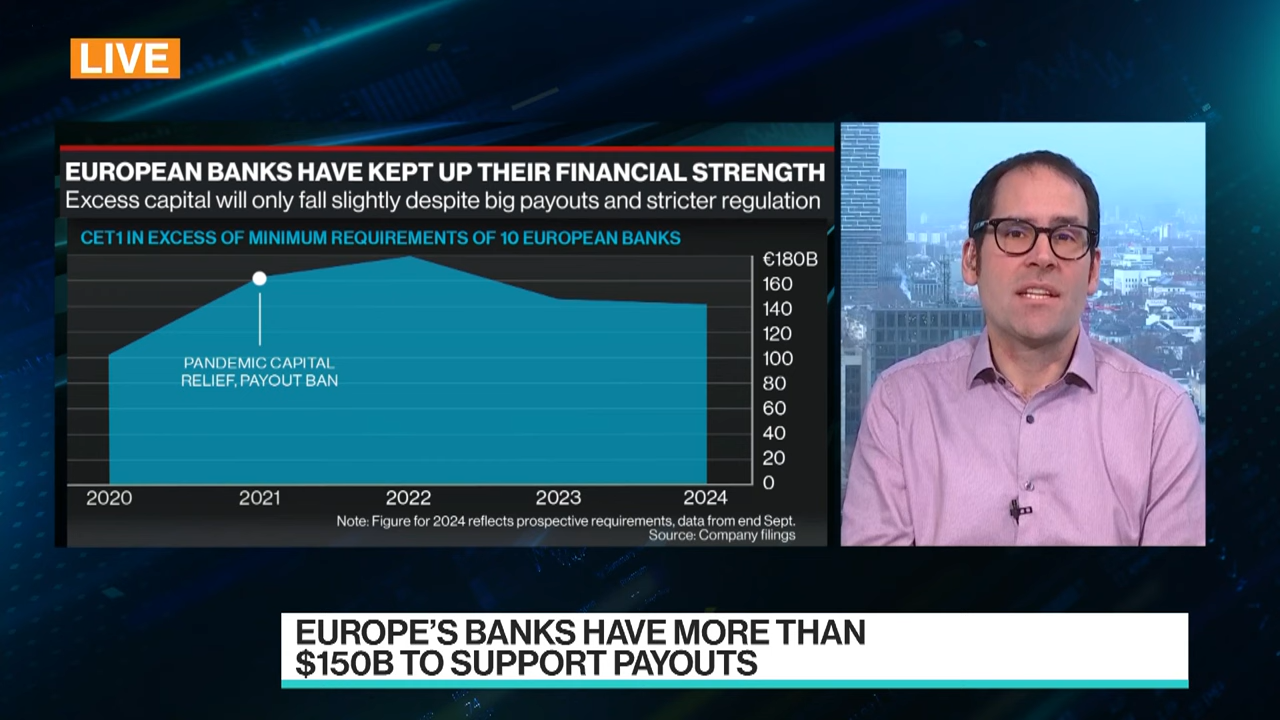 LIVE
EUROPEAN BANKS HAVE KEPT UP THEIR FINANCIAL STRENGTH
Excess capital will only fall slightly despite big payouts and stricter regulation
CET1 IN EXCESS OF MINIMUM REQUIREMENTS OF 10 EUROPEAN BANKS
€180B
160
140
120
100
80
60
40
20
0
PANDEMIC CAPITAL
RELIEF, PAYOUT BAN
2020 2021 2022 2023 2024
Note: Figure for 2024 reflects prospective requirements, data from end Sept.
Source: Company filings
EUROPE'S BANKS HAVE MORE THAN
$150B TO SUPPORT PAYOUTS